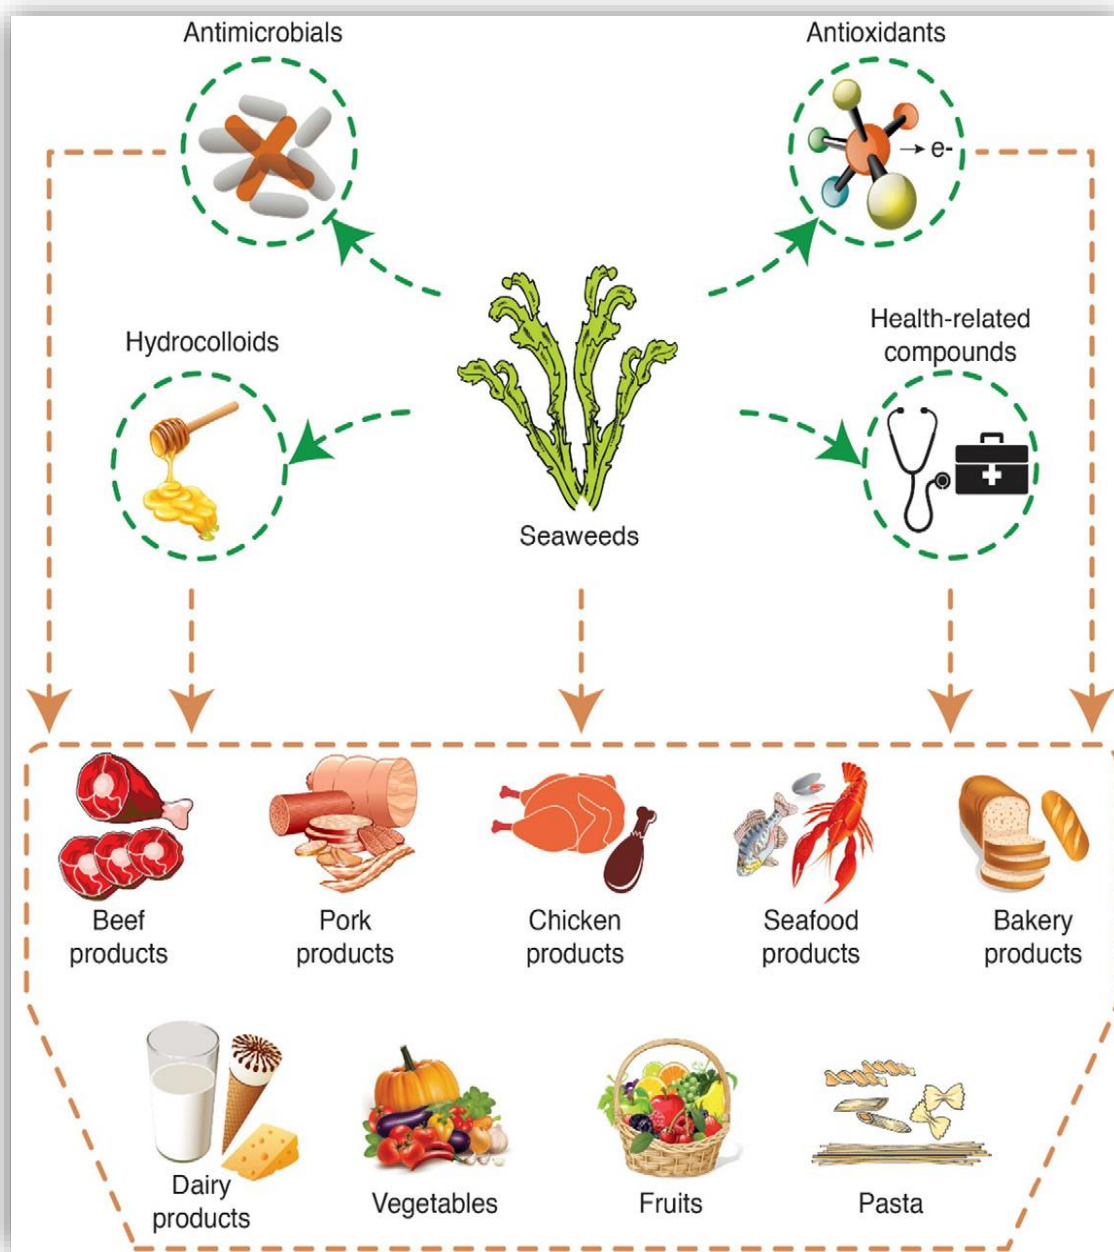 Antimicrobials
Antioxidants
→ e-
Hydrocolloids
Health-related
compounds
Seaweeds
Beef
products
Pork
products
Chicken
products
Seafood
products
Bakery
products
Dairy
products
Vegetables
Fruits
Pasta